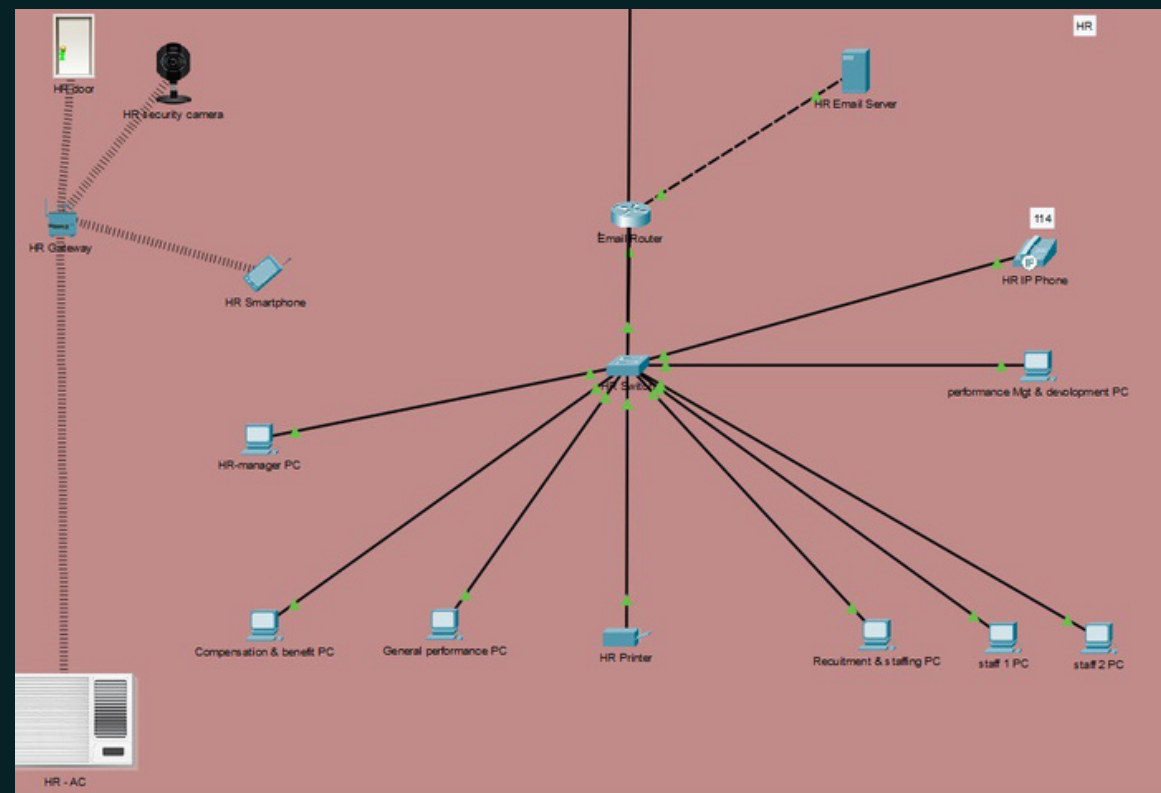 HR
HR door
HR security camera
HR Email Server
114
Email Router
HR Gateway
HR IP Phone
IP
HR Smartphone
HR Switch
performance Mgt & devolopment PC
HR-manager PC
Compensation & benefit PC
General performance PC
HR Printer
Recuitment & staffing PC
staff 1 PC
staff 2 PC
HR - AC